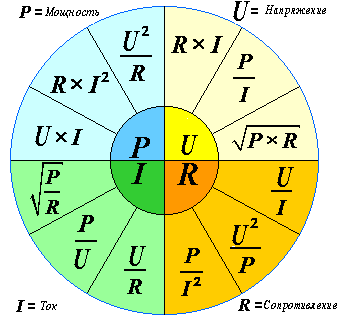 P = Мощность
U = Напряжение
U²/R
R × I
R × I²
P/I
U × I
√(P × R)
P
U
I
R
√(P/R)
U/I
P/U
U²/P
U/R
P/I²
I = Ток
R = Сопротивление